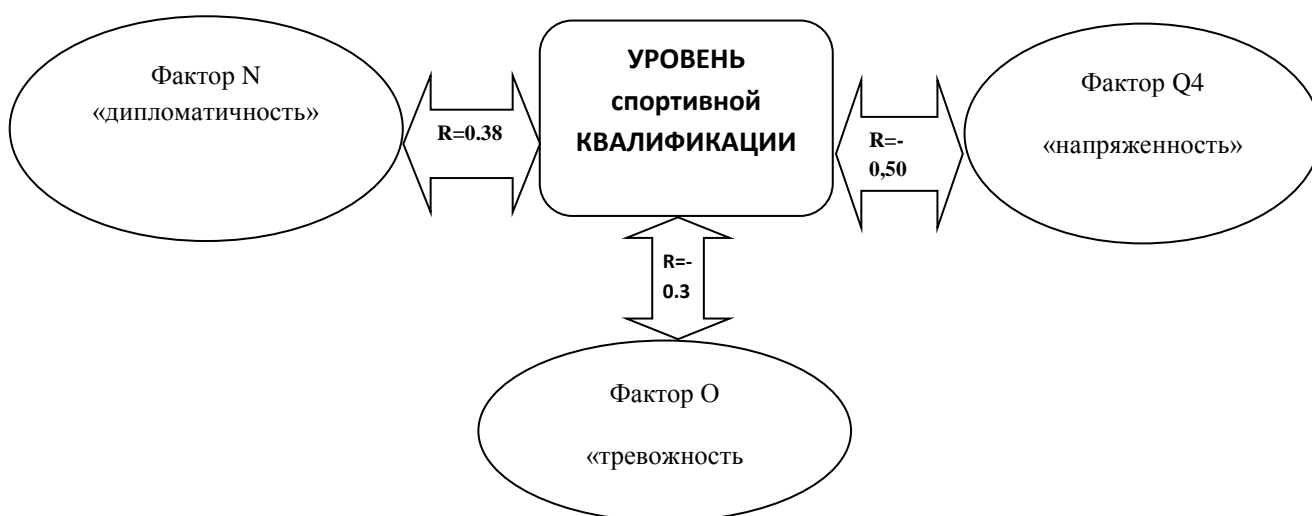 Фактор N
«дипломатичность»
R=0.38
УРОВЕНЬ
спортивной
КВАЛИФИКАЦИИ
R=-
0,50
Фактор Q4
«напряженность»
R=-
0.3
Фактор О
«тревожность